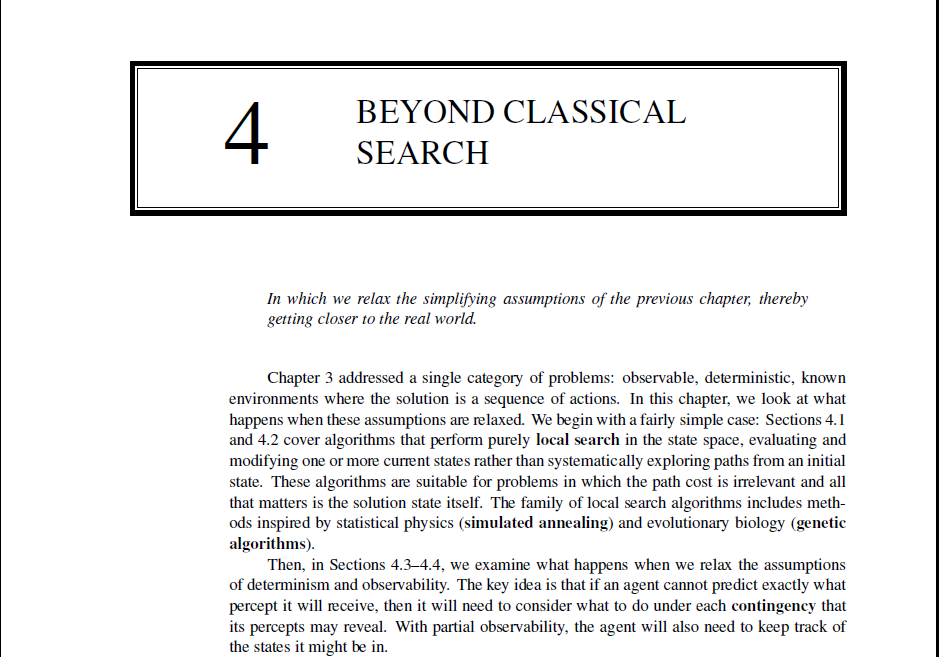 4
BEYOND CLASSICAL
SEARCH
In which we relax the simplifying assumptions of the previous chapter, thereby
getting closer to the real world.
Chapter 3 addressed a single category of problems: observable, deterministic, known
environments where the solution is a sequence of actions. In this chapter, we look at what
happens when these assumptions are relaxed. We begin with a fairly simple case: Sections 4.1
and 4.2 cover algorithms that perform purely local search in the state space, evaluating and
modifying one or more current states rather than systematically exploring paths from an initial
state. These algorithms are suitable for problems in which the path cost is irrelevant and all
that matters is the solution state itself. The family of local search algorithms includes meth-
ods inspired by statistical physics (simulated annealing) and evolutionary biology (genetic
algorithms).
Then, in Sections 4.3–4.4, we examine what happens when we relax the assumptions
of determinism and observability. The key idea is that if an agent cannot predict exactly what
percept it will receive, then it will need to consider what to do under each contingency that
its percepts may reveal. With partial observability, the agent will also need to keep track of
the states it might be in.